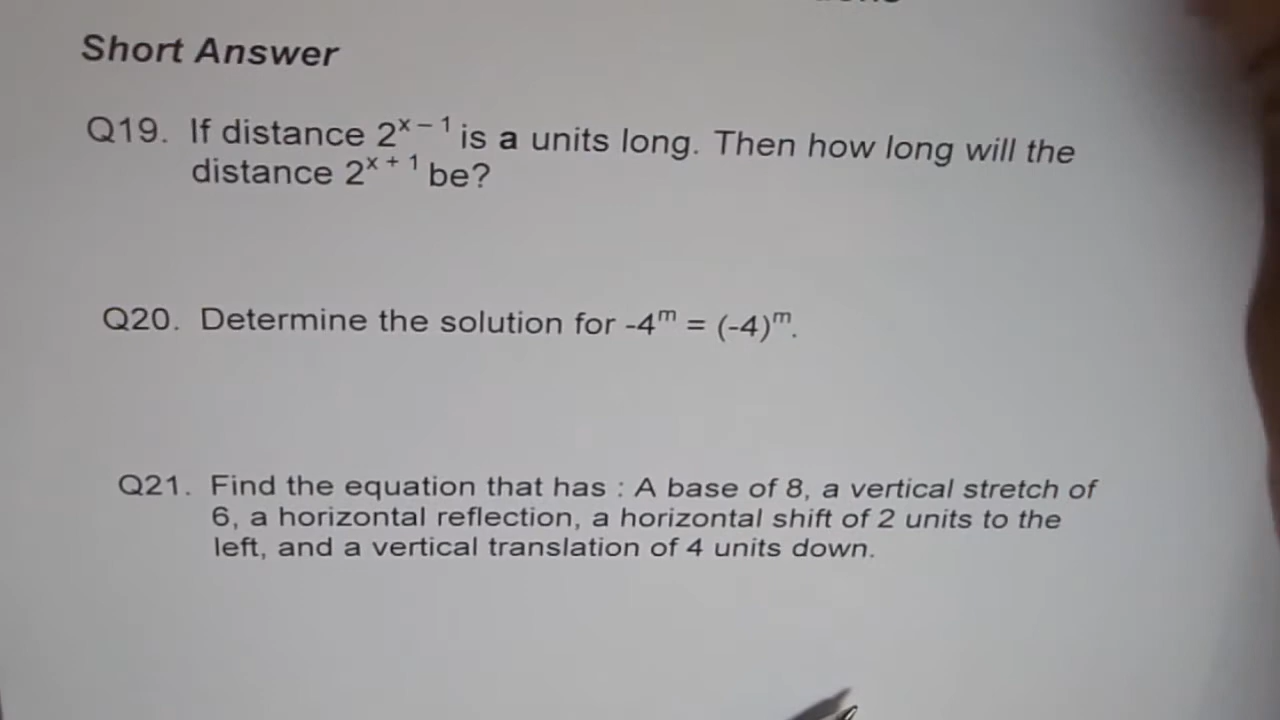 Short Answer
Q19. If distance 2^(x – 1) is a units long. Then how long will the
distance 2^(x + 1) be?
Q20. Determine the solution for -4^m = (-4)^m.
Q21. Find the equation that has : A base of 8, a vertical stretch of
6, a horizontal reflection, a horizontal shift of 2 units to the
left, and a vertical translation of 4 units down.